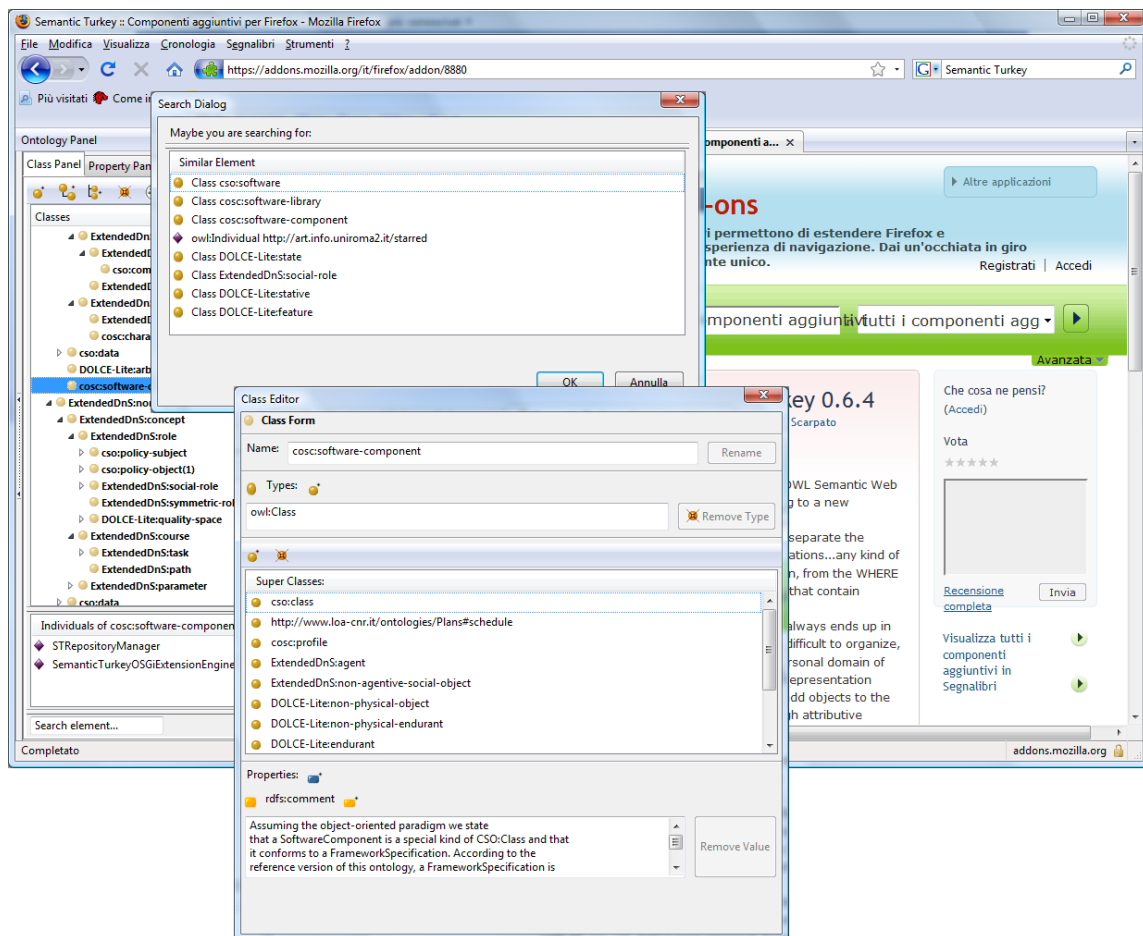 Semantic Turkey :: Componenti aggiuntivi per Firefox - Mozilla Firefox
File Modifica Visualizza Cronologia Segnalibri Strumenti ?
https://addons.mozilla.org/it/firefox/addon/8880
Semantic Turkey
Più visitati Come i
Ontology Panel
omponenti a...
Class Panel Property Pan
Classes
ExtendedDn
ExtendedD
cso:com
ExtendedD
ExtendedDn
ExtendedD
cosc:chara
cso:data
DOLCE-Lite:arb
cosc:software-c
ExtendedDnS:nor
ExtendedDnS:concept
ExtendedDnS:role
cso:policy-subject
cso:policy-object(1)
ExtendedDnS:social-role
ExtendedDnS:symmetric-rol
DOLCE-Lite:quality-space
ExtendedDnS:course
ExtendedDnS:task
ExtendedDnS:path
ExtendedDnS:parameter
cso:data
Individuals of cosc:software-componen
STRepositoryManager
SemanticTurkeyOSGiExtensionEngine
Search element...
Completato
Search Dialog
Maybe you are searching for:
Similar Element
Class cso:software
Class cosc:software-library
Class cosc:software-component
owl:Individual http://art.info.uniroma2.it/starred
Class DOLCE-Lite:state
Class ExtendedDnS:social-role
Class DOLCE-Lite:stative
Class DOLCE-Lite:feature
OK Annulla
Class Editor
Class Form
Name: cosc:software-component Rename
Types:
owl:Class Remove Type
Super Classes:
cso:class
http://www.loa-cnr.it/ontologies/Plans#schedule
cosc:profile
ExtendedDnS:agent
ExtendedDnS:non-agentive-social-object
DOLCE-Lite:non-physical-object
DOLCE-Lite:non-physical-endurant
DOLCE-Lite:endurant
Properties:
rdfs:comment
Assuming the object-oriented paradigm we state
that a SoftwareComponent is a special kind of CSO:Class and that
it conforms to a FrameworkSpecification. According to the
reference version of this ontology, a FrameworkSpecification is
Remove Value
Altre applicazioni
-ons
i permettono di estendere Firefox e
sperienza di navigazione. Dai un'occhiata in giro
nte unico.
Registrati | Accedi
mponenti aggiuntivi tutti i componenti agg
Avanzata
key 0.6.4
Scarpato
OWL Semantic Web
g to a new
separate the
ations...any kind of
n, from the WHERE
that contain
always ends up in
difficult to organize,
rsonal domain of
epresentation
dd objects to the
gh attributive
Che cosa ne pensi?
(Accedi)
Vota
Recensione
completa
Invia
Visualizza tutti i
componenti
aggiuntivi in
Segnalibri
addons.mozilla.org